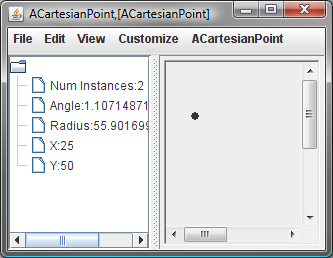 ACartesianPoint,[ACartesianPoint]
File Edit View Customize ACartesianPoint
Num Instances:2
Angle:1.10714871
Radius:55.901699
X:25
Y:50